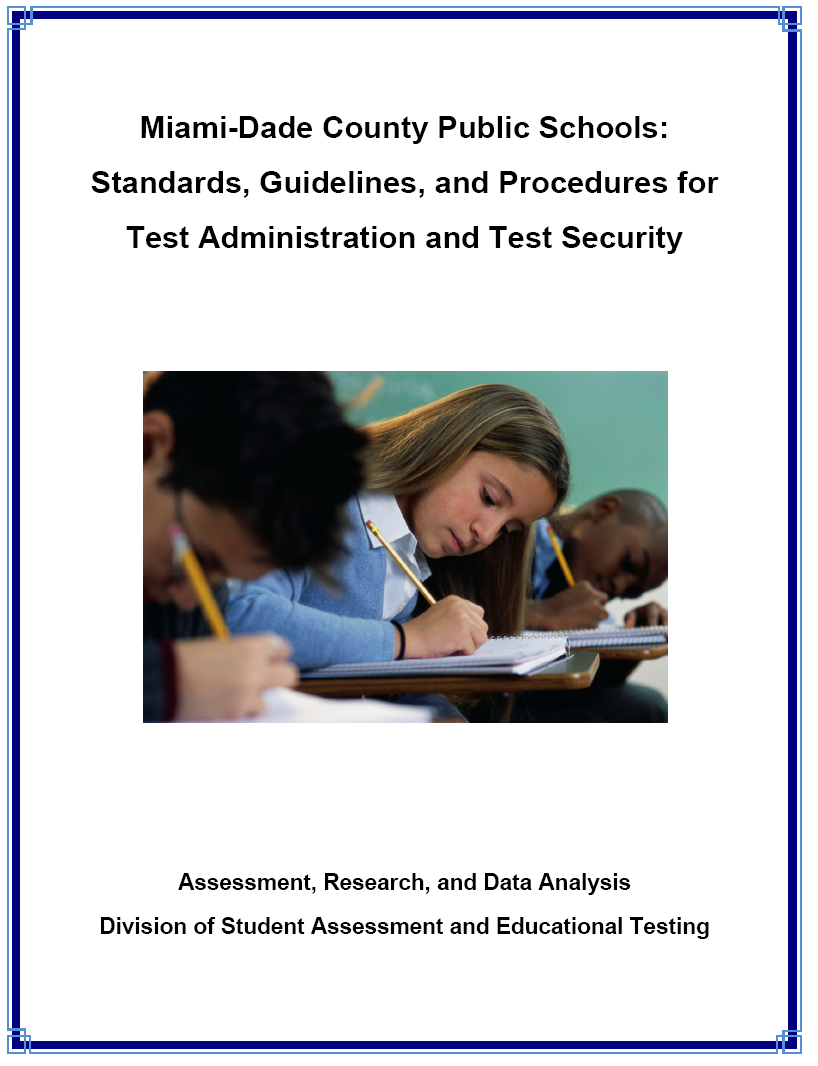 Miami-Dade County Public Schools:
Standards, Guidelines, and Procedures for
Test Administration and Test Security
Assessment, Research, and Data Analysis
Division of Student Assessment and Educational Testing